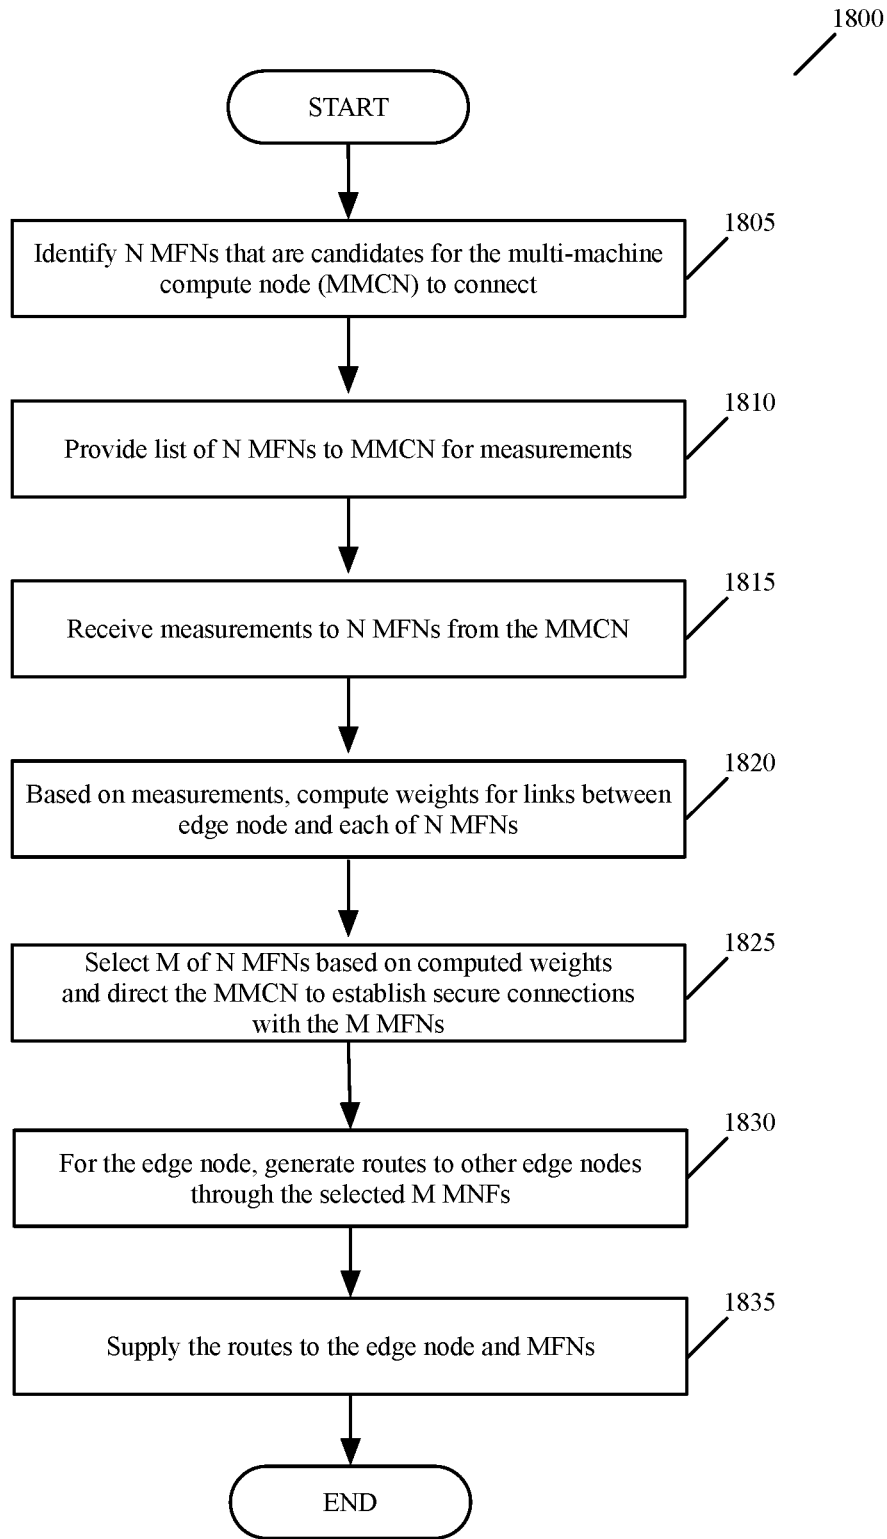 1800
START
1805
Identify N MFNs that are candidates for the multi-machine
compute node (MMCN) to connect
1810
Provide list of N MFNs to MMCN for measurements
1815
Receive measurements to N MFNs from the MMCN
1820
Based on measurements, compute weights for links between
edge node and each of N MFNs
1825
Select M of N MFNs based on computed weights
and direct the MMCN to establish secure connections
with the M MFNs
1830
For the edge node, generate routes to other edge nodes
through the selected M MNFs
1835
Supply the routes to the edge node and MFNs
END